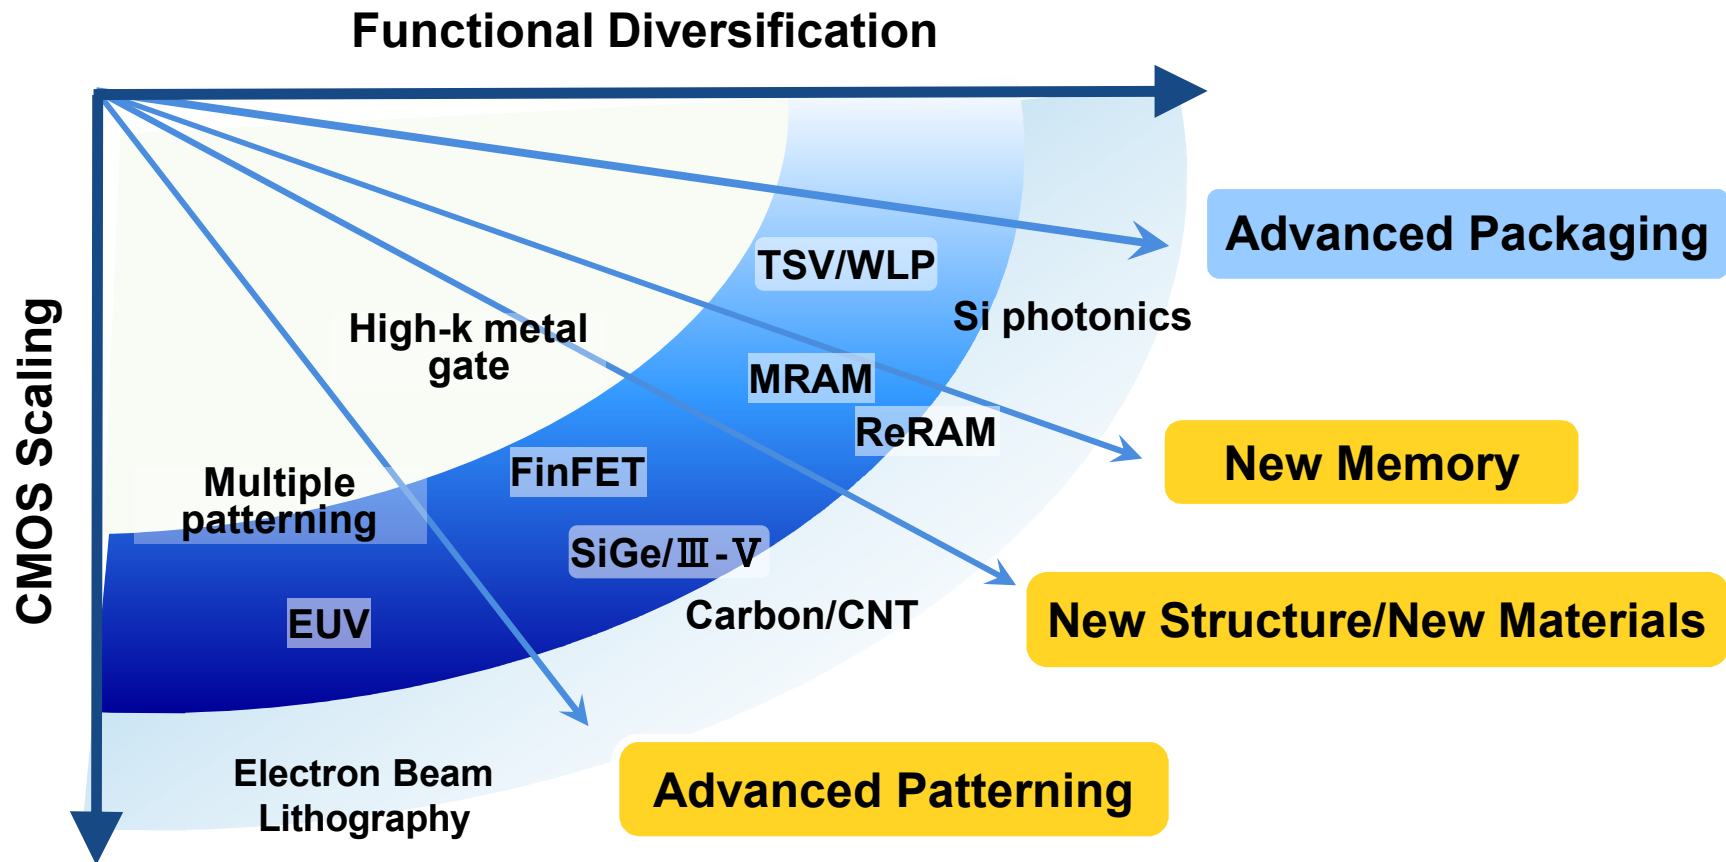 Functional Diversification
CMOS Scaling
Advanced Packaging
TSV/WLP
Si photonics
High-k metal
gate
MRAM
ReRAM
New Memory
FinFET
Multiple
patterning
SiGe/Ⅲ-Ⅴ
EUV
Carbon/CNT
New Structure/New Materials
Electron Beam
Lithography
Advanced Patterning